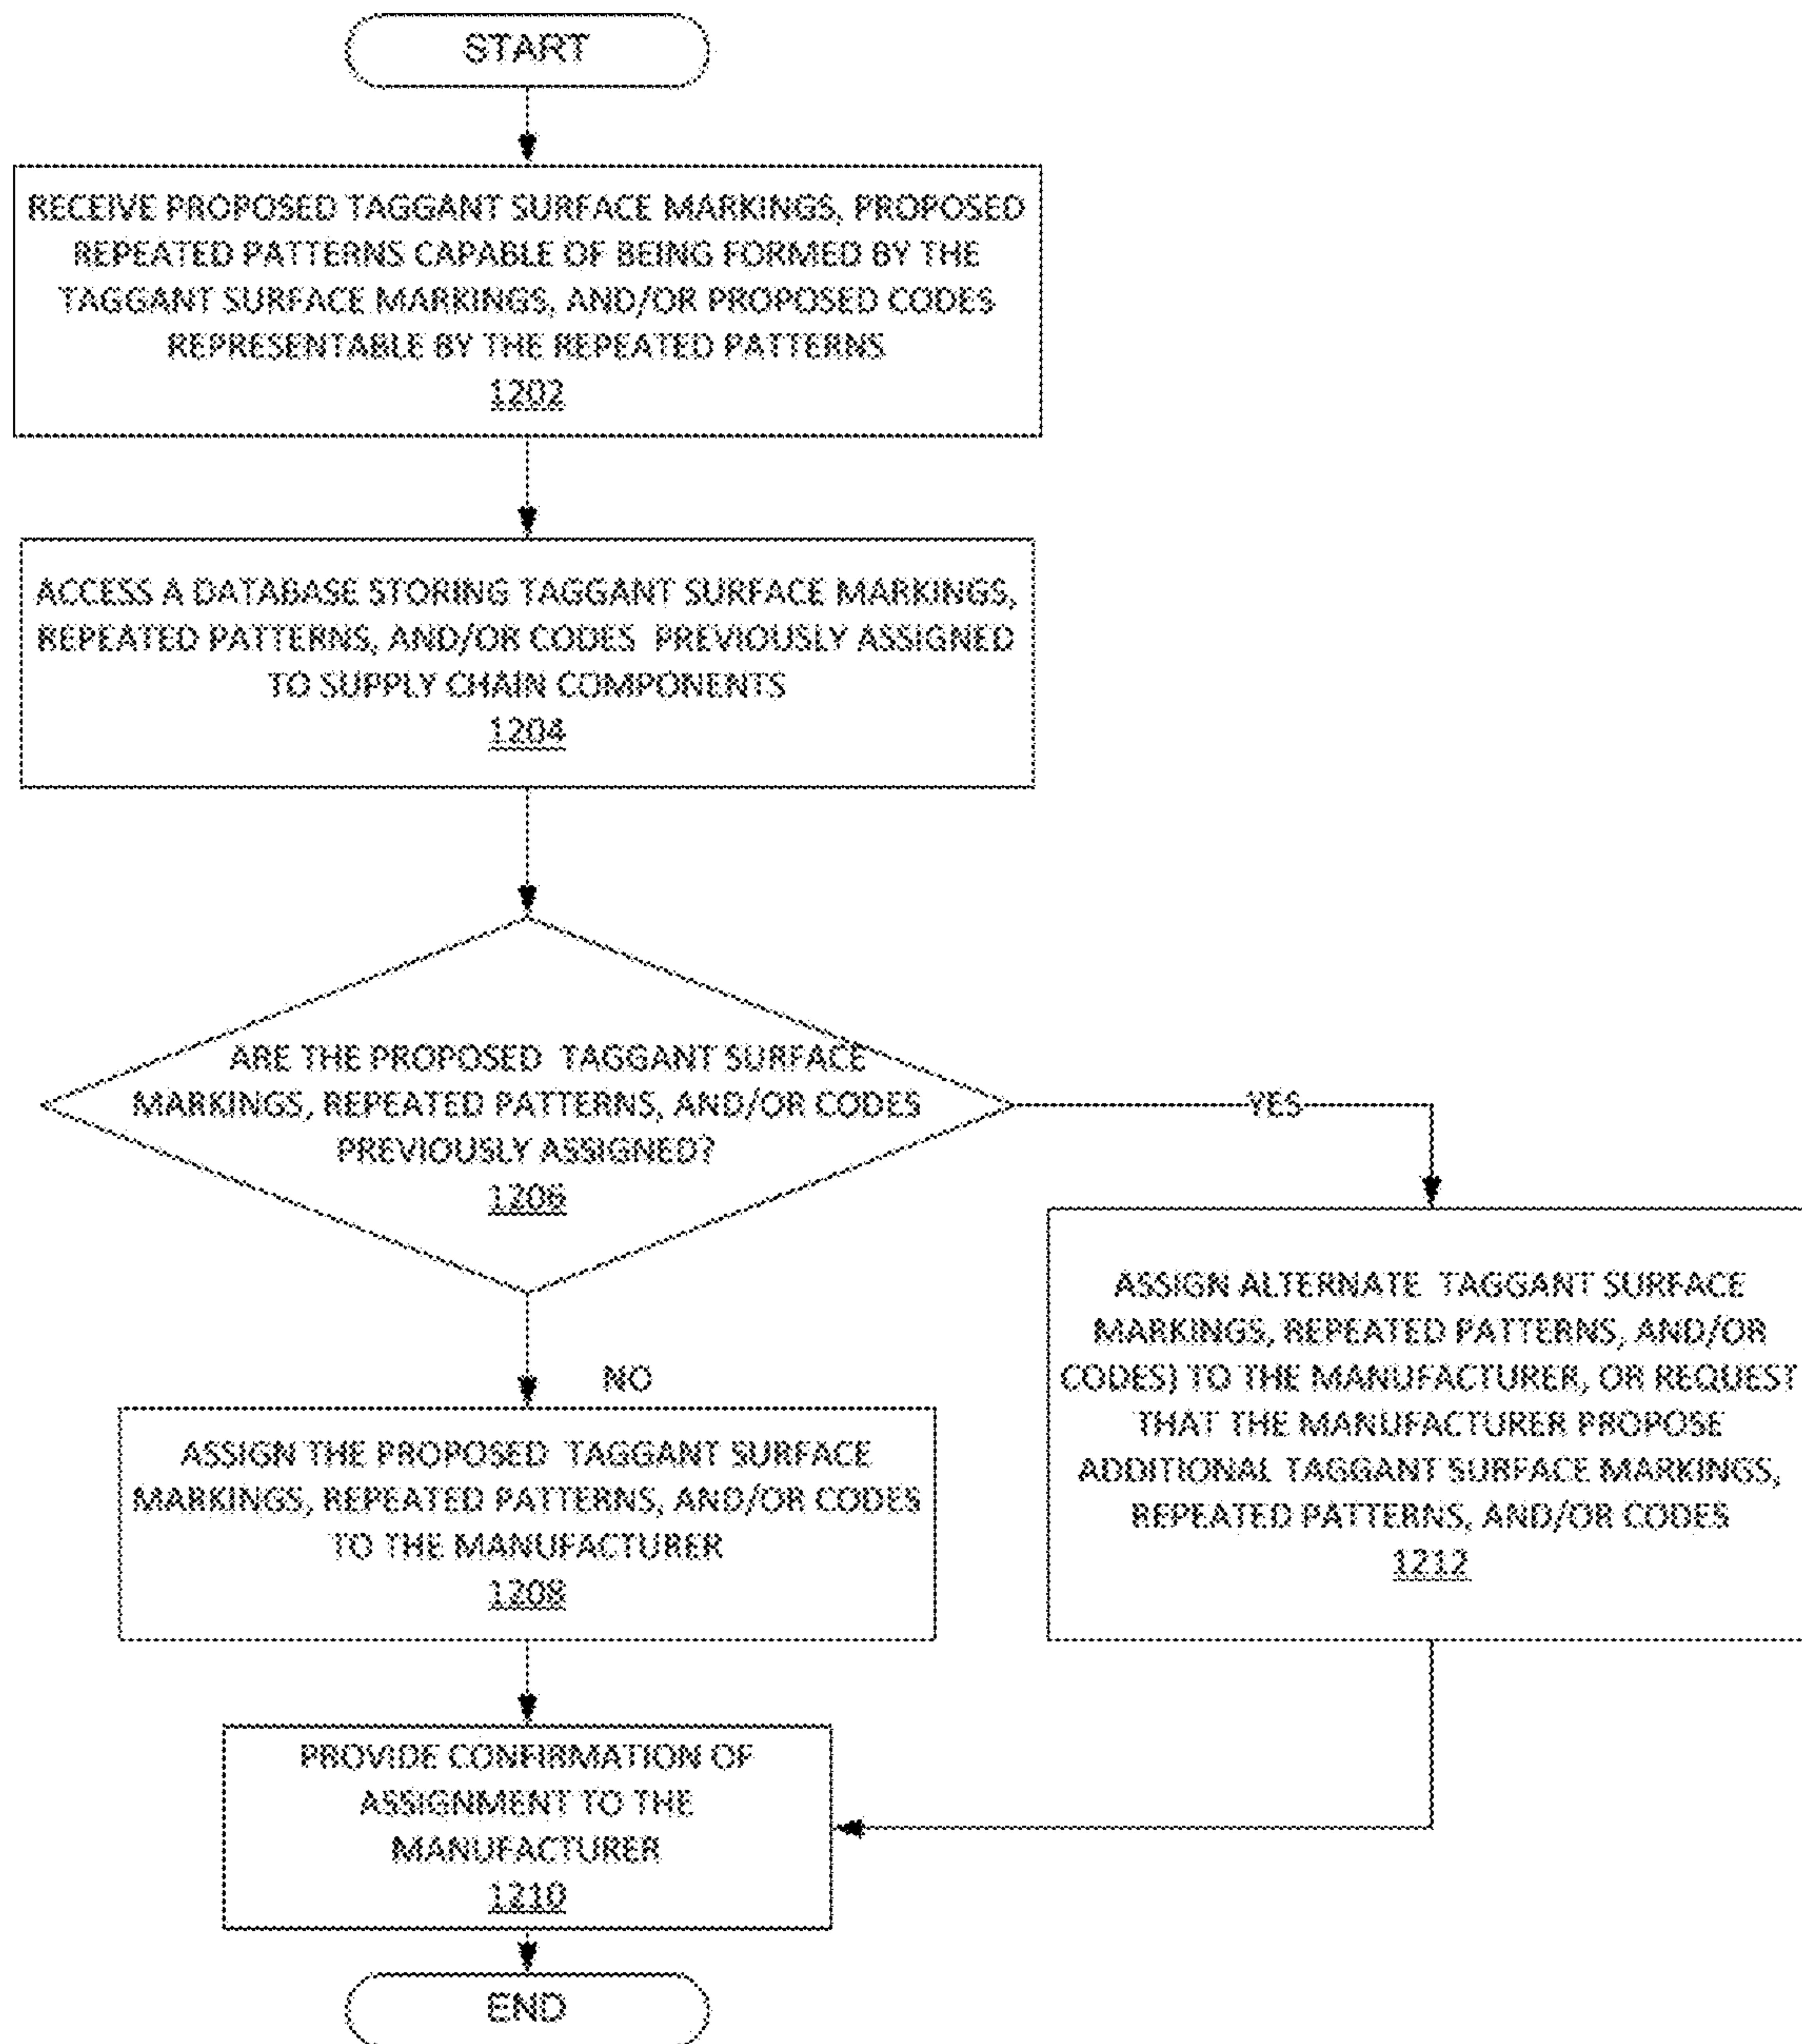 START
RECEIVE PROPOSED TAGGANT SURFACE MARKINGS, PROPOSED
REPEATED PATTERNS CAPABLE OF BEING FORMED BY THE
TAGGANT SURFACE MARKINGS, AND/OR PROPOSED CODES
REPRESENTABLE BY THE REPEATED PATTERNS
1202
ACCESS A DATABASE STORING TAGGANT SURFACE MARKINGS,
REPEATED PATTERNS, AND/OR CODES PREVIOUSLY ASSIGNED
TO SUPPLY CHAIN COMPONENTS
1204
ARE THE PROPOSED TAGGANT SURFACE
MARKINGS, REPEATED PATTERNS, AND/OR CODES
PREVIOUSLY ASSIGNED?
1206
YES
NO
ASSIGN THE PROPOSED TAGGANT SURFACE
MARKINGS, REPEATED PATTERNS, AND/OR CODES
TO THE MANUFACTURER
1208
ASSIGN ALTERNATE TAGGANT SURFACE
MARKINGS, REPEATED PATTERNS, AND/OR
CODES) TO THE MANUFACTURER, OR REQUEST
THAT THE MANUFACTURER PROPOSE
ADDITIONAL TAGGANT SURFACE MARKINGS,
REPEATED PATTERNS, AND/OR CODES
1212
PROVIDE CONFIRMATION OF
ASSIGNMENT TO THE
MANUFACTURER
1210
END